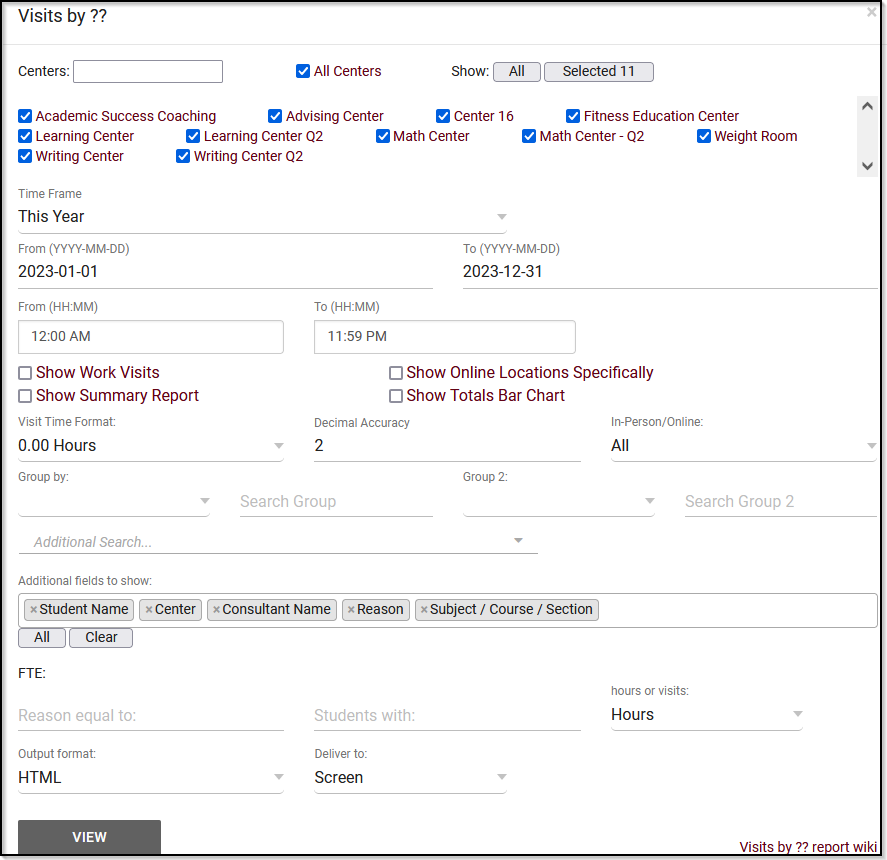 Visits by ??
×
Centers: All Centers Show: All Selected 11
Academic Success Coaching Advising Center Center 16 Fitness Education Center
Learning Center Learning Center Q2 Math Center Math Center - Q2 Weight Room
Writing Center Writing Center Q2
Time Frame
This Year
From (YYYY-MM-DD) To (YYYY-MM-DD)
2023-01-01 2023-12-31
From (HH:MM) To (HH:MM)
12:00 AM 11:59 PM
Show Work Visits Show Online Locations Specifically
Show Summary Report Show Totals Bar Chart
Visit Time Format: Decimal Accuracy In-Person/Online:
0.00 Hours 2 All
Group by: Group 2:
Search Group Search Group 2
Additional Search...
Additional fields to show:
×Student Name ×Center ×Consultant Name ×Reason ×Subject / Course / Section
All Clear
FTE:
hours or visits:
Reason equal to: Students with: Hours
Output format: Deliver to:
HTML Screen
VIEW
Visits by ?? report wiki